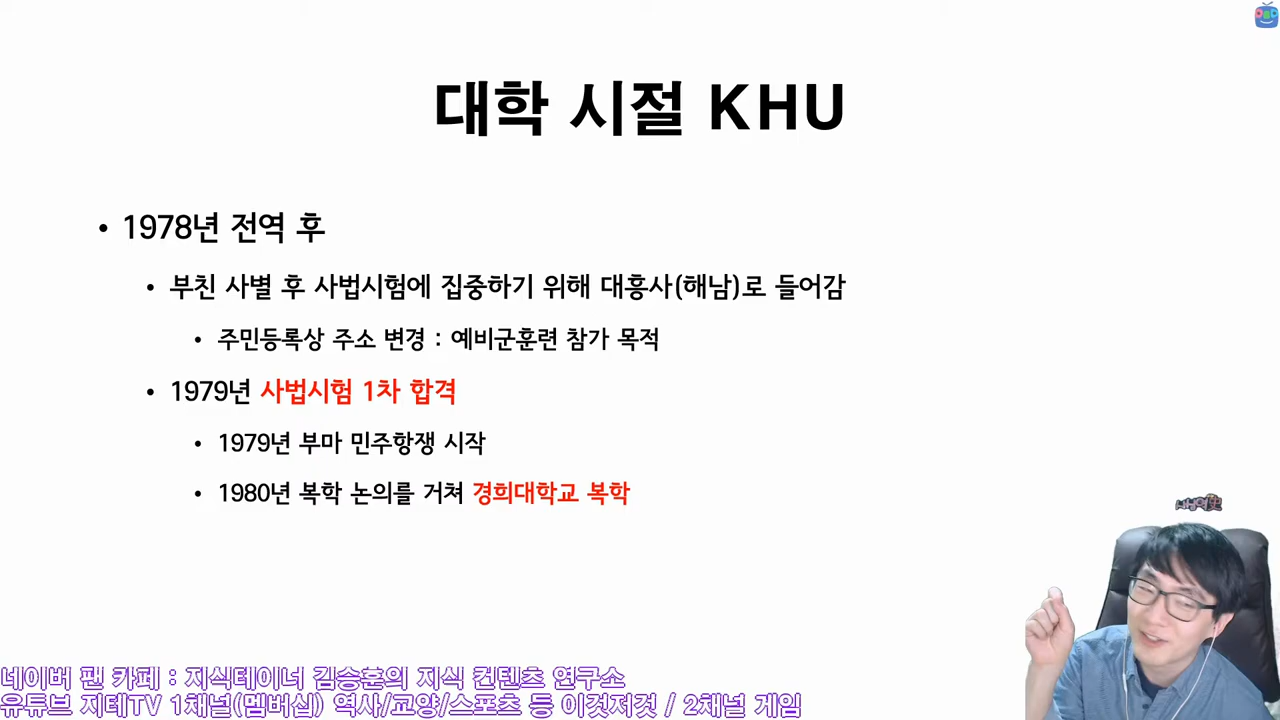 대학 시절 KHU
• 1978년 전역 후
• 부친 사별 후 사법시험에 집중하기 위해 대흥사(해남)로 들어감
• 주민등록상 주소 변경 : 예비군훈련 참가 목적
• 1979년 사법시험 1차 합격
• 1979년 부마 민주항쟁 시작
• 1980년 복학 논의를 거쳐 경희대학교 복학
네이버 팬 카페 : 지식테이너 김승훈의 지식 컨텐츠 연구소
유튜브 지테TV 1채널(멤버십) 역사/교양/스포츠 등 이것저것 / 2채널 게임